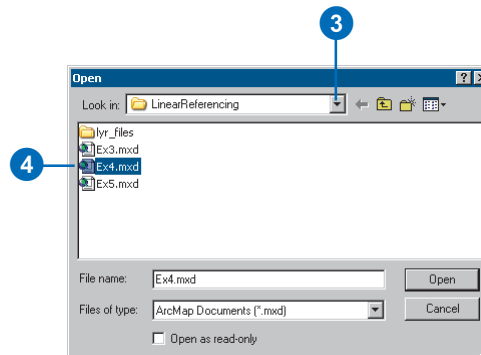 3
Open
Look in: LinearReferencing
lyr_files
Ex3.mxd
4
Ex4.mxd
Ex5.mxd
File name: Ex4.mxd Open
Files of type: ArcMap Documents (*.mxd) Cancel
Open as read-only